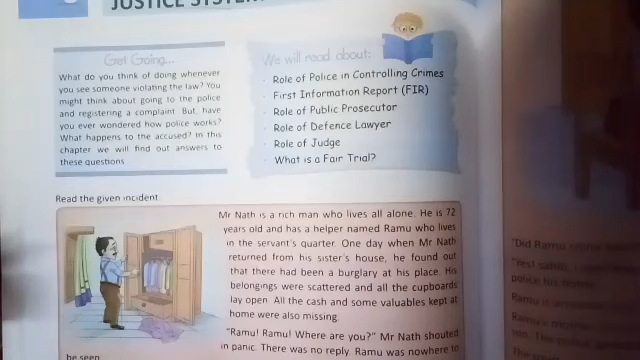 JUSTICE SYSTEM
Get Going...
What do you think of doing whenever
you see someone violating the law? You
might think about going to the police
and registering a complaint. But, have
you ever wondered how police works?
What happens to the accused? In this
chapter we will find out answers to
these questions.
We will read about:
· Role of Police in Controlling Crimes
· First Information Report (FIR)
· Role of Public Prosecutor
· Role of Defence Lawyer
· Role of Judge
· What is a Fair Trial?
Read the given incident.
Mr Nath is a rich man who lives all alone. He is 72
years old and has a helper named Ramu who lives
in the servant's quarter. One day when Mr Nath
returned from his sister's house, he found out
that there had been a burglary at his place. His
belongings were scattered and all the cupboards
lay open. All the cash and some valuables kept at
home were also missing.
"Ramu! Ramu! Where are you?" Mr Nath shouted
in panic. There was no reply. Ramu was nowhere to
be seen.
"Did Ramu
"Yes! sahib,
police his
Ramu is
Ramu's